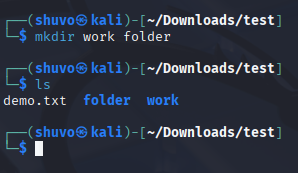 ┌──(shuvo㉿kali)-[~/Downloads/test]
└─$ mkdir work folder
┌──(shuvo㉿kali)-[~/Downloads/test]
└─$ ls
demo.txt  folder  work
┌──(shuvo㉿kali)-[~/Downloads/test]
└─$